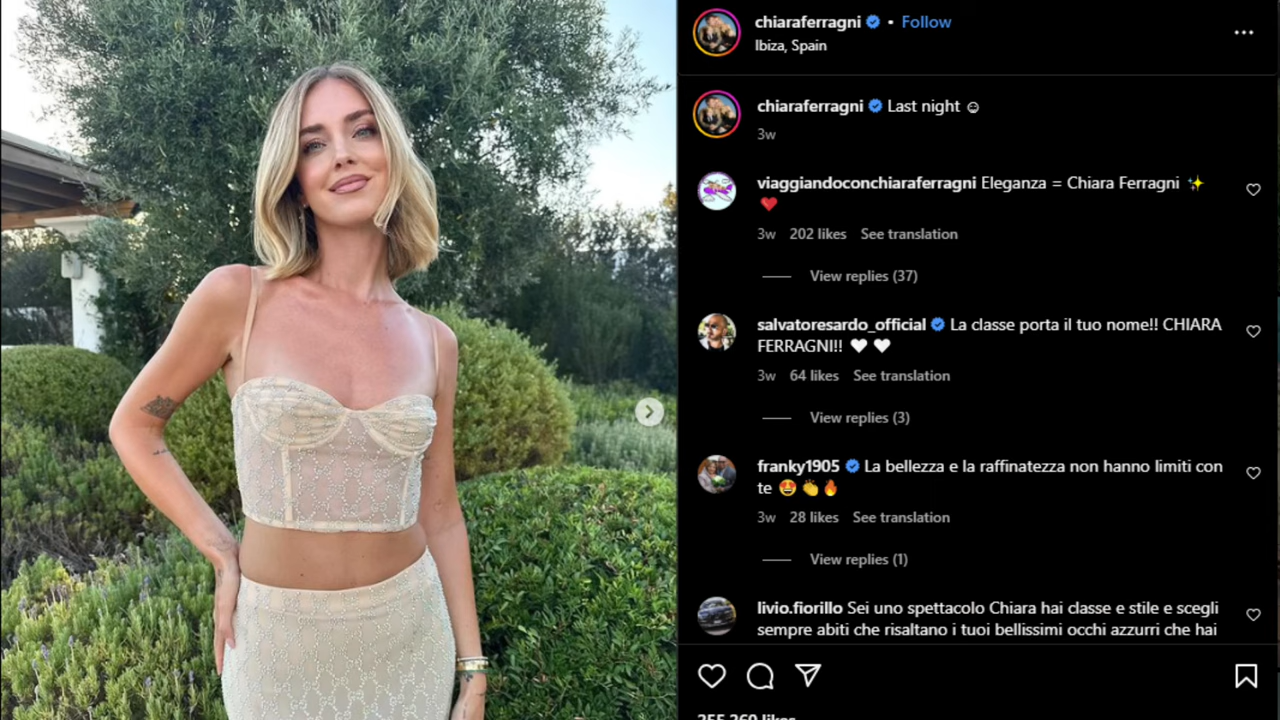 chiaraferragni • Follow
Ibiza, Spain
chiaraferragni Last night ☺
3w
viaggiandoconchiaraferragni Eleganza = Chiara Ferragni ✨
❤️
3w 202 likes See translation
View replies (37)
salvatoresardo_official La classe porta il tuo nome!! CHIARA
FERRAGNI!! 🤍🤍
3w 64 likes See translation
View replies (3)
franky1905 La bellezza e la raffinatezza non hanno limiti con
te 😍👏🔥
3w 28 likes See translation
View replies (1)
livio.fiorillo Sei uno spettacolo Chiara hai classe e stile e scegli
sempre abiti che risaltano i tuoi bellissimi occhi azzurri che hai
likes